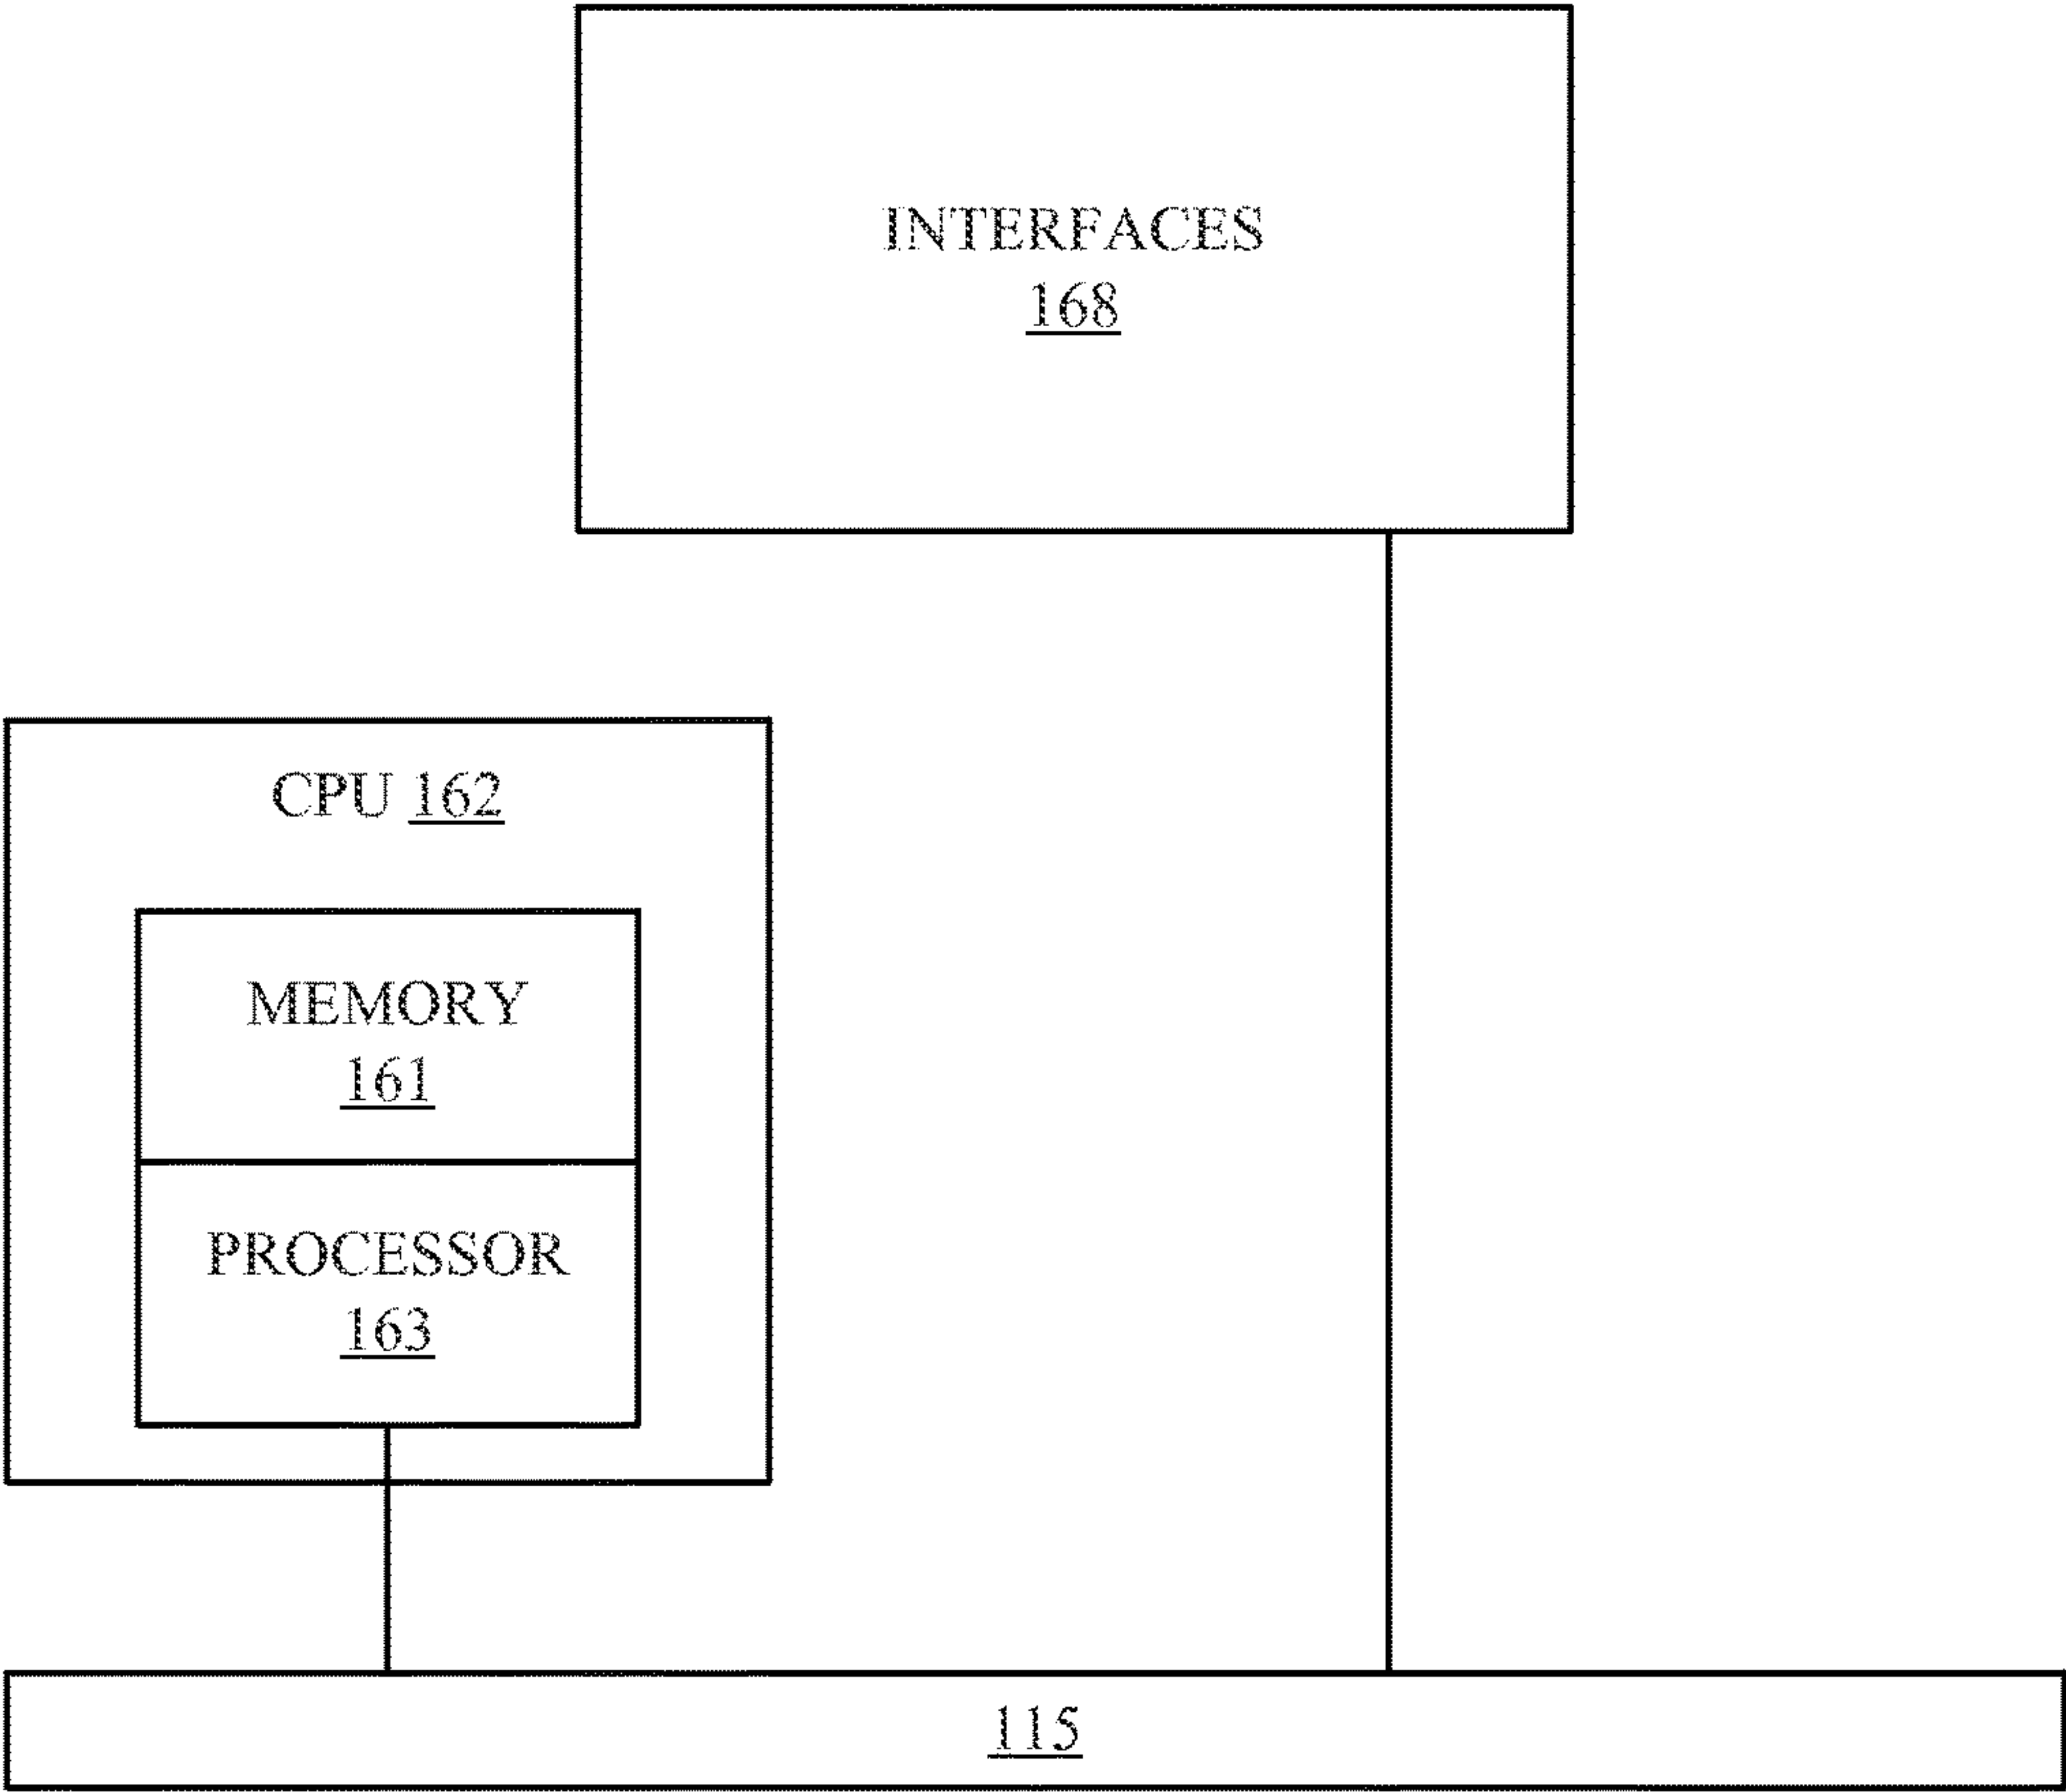 INTERFACES
168
CPU 162
MEMORY
161
PROCESSOR
163
115